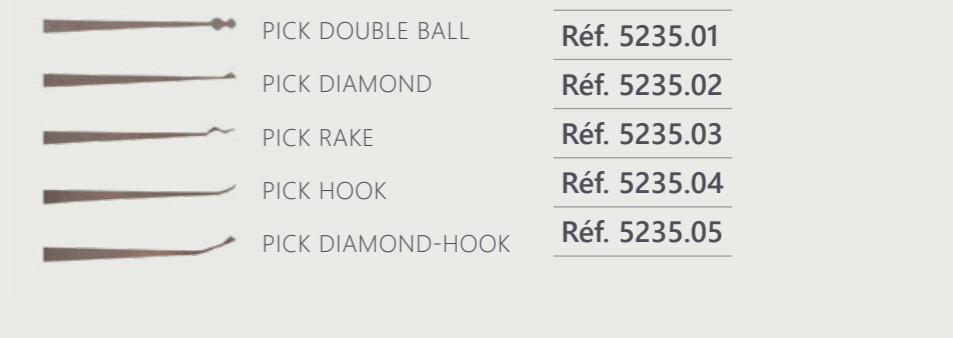 PICK DOUBLE BALL Réf. 5235.01
PICK DIAMOND Réf. 5235.02
PICK RAKE Réf. 5235.03
PICK HOOK Réf. 5235.04
PICK DIAMOND-HOOK Réf. 5235.05